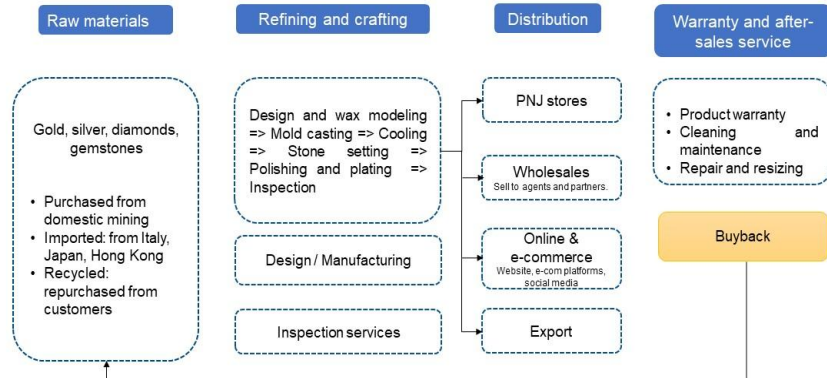 Raw materials
Refining and crafting
Distribution
Warranty and after-
sales service
Gold, silver, diamonds,
gemstones
• Purchased from
domestic mining
• Imported: from Italy,
Japan, Hong Kong
• Recycled:
repurchased from
customers
Design and wax modeling
=> Mold casting => Cooling
=> Stone setting =>
Polishing and plating =>
Inspection
Design / Manufacturing
Inspection services
PNJ stores
Wholesales
Sell to agents and partners.
Online &
e-commerce
Website, e-com platforms,
social media
Export
• Product warranty
• Cleaning and
maintenance
• Repair and resizing
Buyback